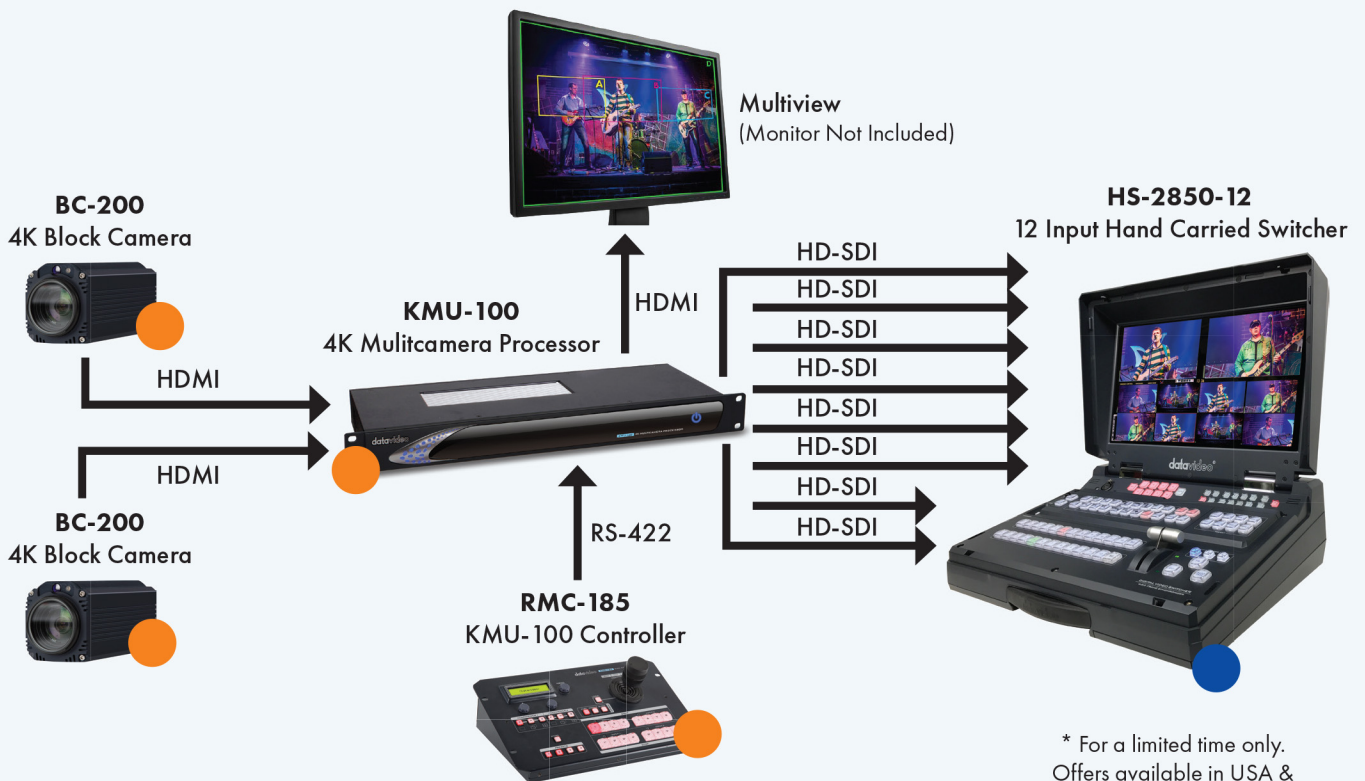 Multiview
(Monitor Not Included)
BC-200
4K Block Camera
HDMI
KMU-100
4K Mulitcamera Processor
HDMI
HD-SDI
HD-SDI
HD-SDI
HD-SDI
HD-SDI
HD-SDI
HD-SDI
HD-SDI
HS-2850-12
12 Input Hand Carried Switcher
datavideo
datavideo
HDMI
BC-200
4K Block Camera
RS-422
RMC-185
KMU-100 Controller
A
D
C
* For a limited time only.
Offers available in USA &